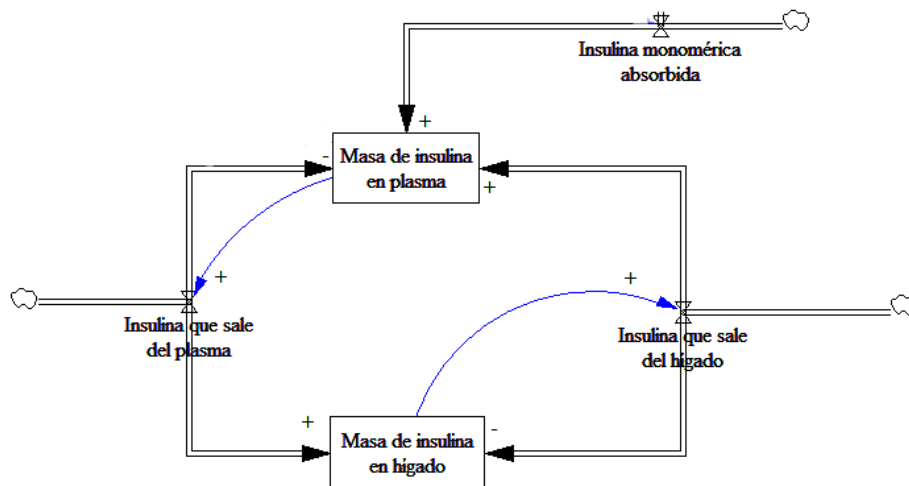 Insulina monomérica
absorbida
+
-
Masa de insulina
en plasma
+
+
+
Insulina que sale
del plasma
Insulina que sale
del hígado
+
-
Masa de insulina
en hígado